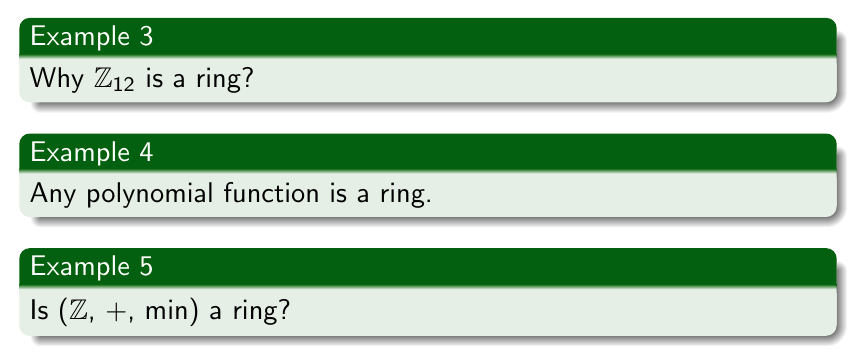 Example 3
Why ℤ₁₂ is a ring?
Example 4
Any polynomial function is a ring.
Example 5
Is (ℤ, +, min) a ring?